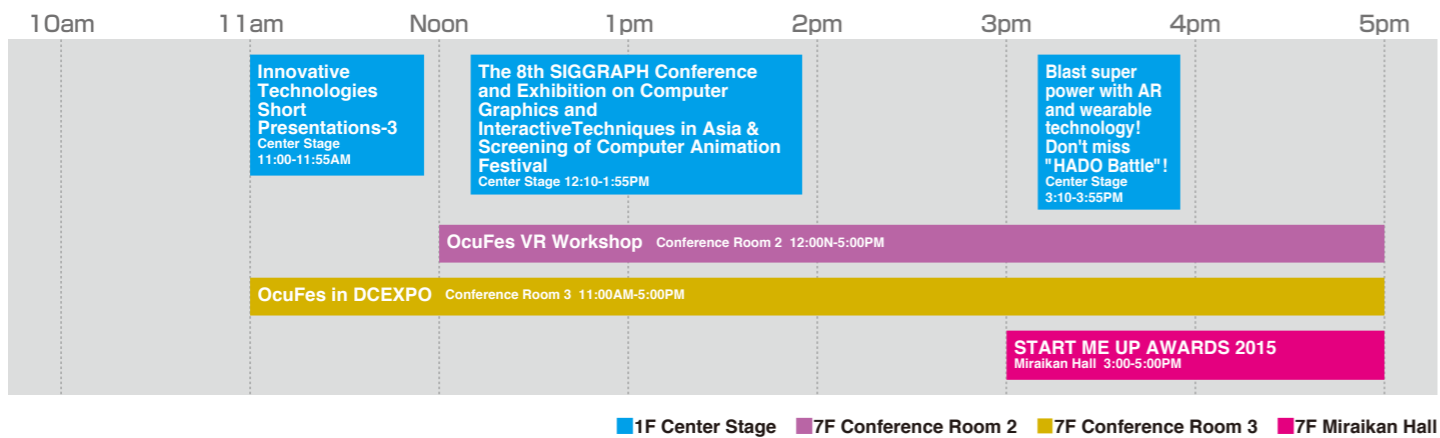 10am 11am Noon 1pm 2pm 3pm 4pm 5pm
Innovative
Technologies
Short
Presentations-3
Center Stage
11:00-11:55AM
The 8th SIGGRAPH Conference
and Exhibition on Computer
Graphics and
InteractiveTechniques in Asia &
Screening of Computer Animation
Festival
Center Stage 12:10-1:55PM
Blast super
power with AR
and wearable
technology!
Don't miss
"HADO Battle"!
Center Stage
3:10-3:55PM
OcuFes VR Workshop Conference Room 2 12:00N-5:00PM
OcuFes in DCEXPO Conference Room 3 11:00AM-5:00PM
START ME UP AWARDS 2015
Miraikan Hall 3:00-5:00PM
1F Center Stage 7F Conference Room 2 7F Conference Room 3 7F Miraikan Hall